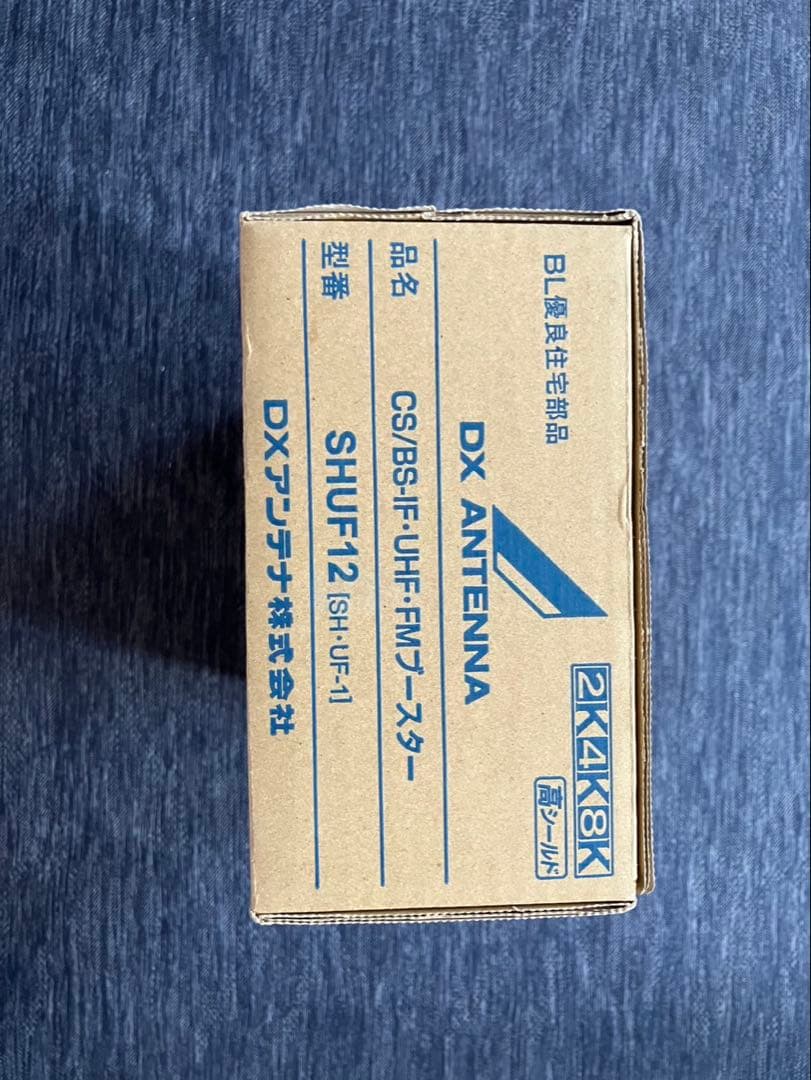 BL優良住宅部品
2K4K8K
高シールド
DX ANTENNA
品名 CS/BS-IF・UHF・FMブースター
型番 SHUF12 [SH・UF-1]
DXアンテナ株式会社